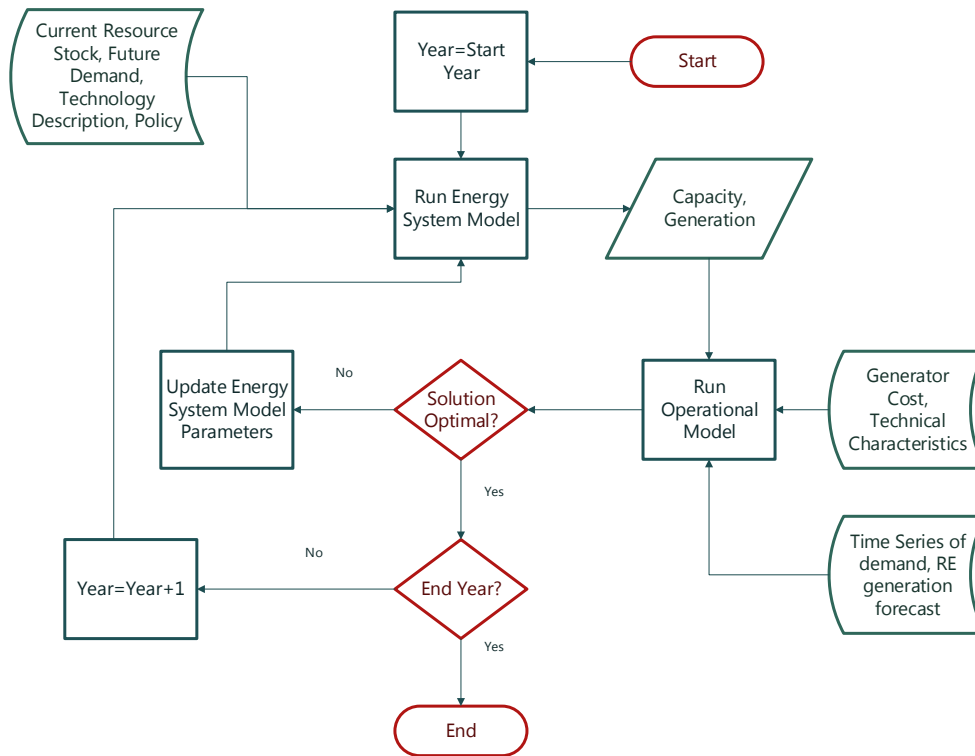 Current Resource
Stock, Future
Demand,
Technology
Description, Policy
Year=Start
Year
Start
Run Energy
System Model
Capacity,
Generation
Update Energy
System Model
Parameters
No
Solution
Optimal?
Run
Operational
Model
Generator
Cost,
Technical
Characteristics
Yes
Year=Year+1
No
End Year?
Time Series of
demand, RE
generation
forecast
Yes
End